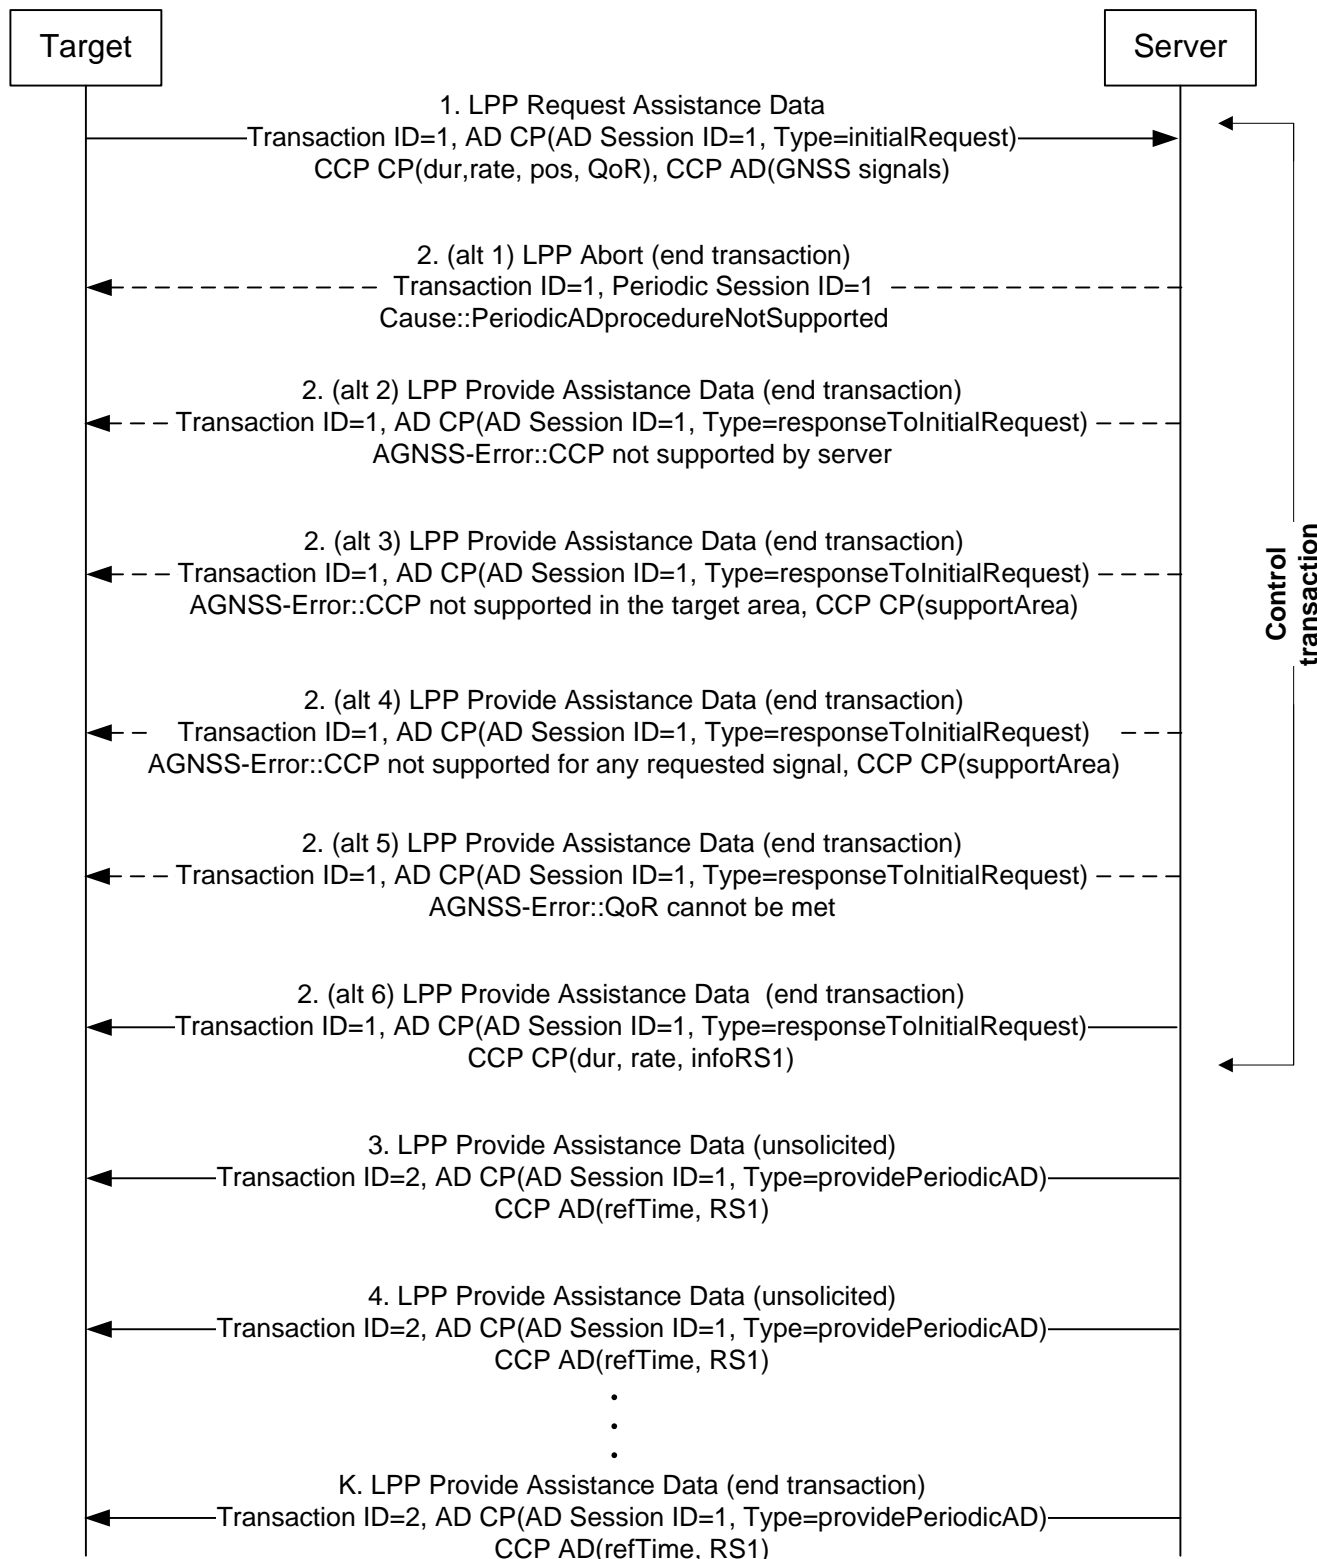 Target
Server
1. LPP Request Assistance Data
Transaction ID=1, AD CP(AD Session ID=1, Type=initialRequest)
CCP CP(dur,rate, pos, QoR), CCP AD(GNSS signals)
2. (alt 1) LPP Abort (end transaction)
Transaction ID=1, Periodic Session ID=1
Cause::PeriodicADprocedureNotSupported
2. (alt 2) LPP Provide Assistance Data (end transaction)
Transaction ID=1, AD CP(AD Session ID=1, Type=responseToInitialRequest)
AGNSS-Error::CCP not supported by server
2. (alt 3) LPP Provide Assistance Data (end transaction)
Transaction ID=1, AD CP(AD Session ID=1, Type=responseToInitialRequest)
AGNSS-Error::CCP not supported in the target area, CCP CP(supportArea)
Control
transaction
2. (alt 4) LPP Provide Assistance Data (end transaction)
Transaction ID=1, AD CP(AD Session ID=1, Type=responseToInitialRequest)
AGNSS-Error::CCP not supported for any requested signal, CCP CP(supportArea)
2. (alt 5) LPP Provide Assistance Data (end transaction)
Transaction ID=1, AD CP(AD Session ID=1, Type=responseToInitialRequest)
AGNSS-Error::QoR cannot be met
2. (alt 6) LPP Provide Assistance Data (end transaction)
Transaction ID=1, AD CP(AD Session ID=1, Type=responseToInitialRequest)
CCP CP(dur, rate, infoRS1)
3. LPP Provide Assistance Data (unsolicited)
Transaction ID=2, AD CP(AD Session ID=1, Type=providePeriodicAD)
CCP AD(refTime, RS1)
4. LPP Provide Assistance Data (unsolicited)
Transaction ID=2, AD CP(AD Session ID=1, Type=providePeriodicAD)
CCP AD(refTime, RS1)
K. LPP Provide Assistance Data (end transaction)
Transaction ID=2, AD CP(AD Session ID=1, Type=providePeriodicAD)
CCP AD(refTime, RS1)